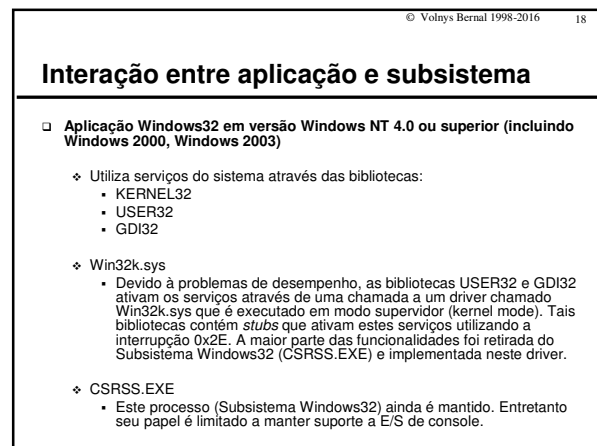 © Volnys Bernal 1998-2016 18
Interação entre aplicação e subsistema
❑ Aplicação Windows32 em versão Windows NT 4.0 ou superior (incluindo
Windows 2000, Windows 2003)
❖ Utiliza serviços do sistema através das bibliotecas:
▪ KERNEL32
▪ USER32
▪ GDI32
❖ Win32k.sys
▪ Devido à problemas de desempenho, as bibliotecas USER32 e GDI32
ativam os serviços através de uma chamada a um driver chamado
Win32k.sys que é executado em modo supervidor (kernel mode). Tais
bibliotecas contém stubs que ativam estes serviços utilizando a
interrupção 0x2E. A maior parte das funcionalidades foi retirada do
Subsistema Windows32 (CSRSS.EXE) e implementada neste driver.
❖ CSRSS.EXE
▪ Este processo (Subsistema Windows32) ainda é mantido. Entretanto
seu papel é limitado a manter suporte a E/S de console.